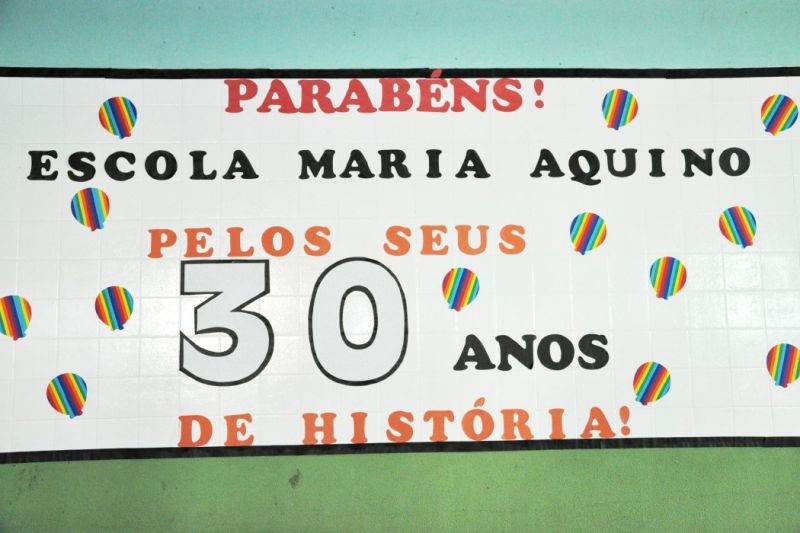 PARABÉNS!
ESCOLA MARIA AQUINO
PELOS SEUS
30 ANOS
DE HISTÓRIA!